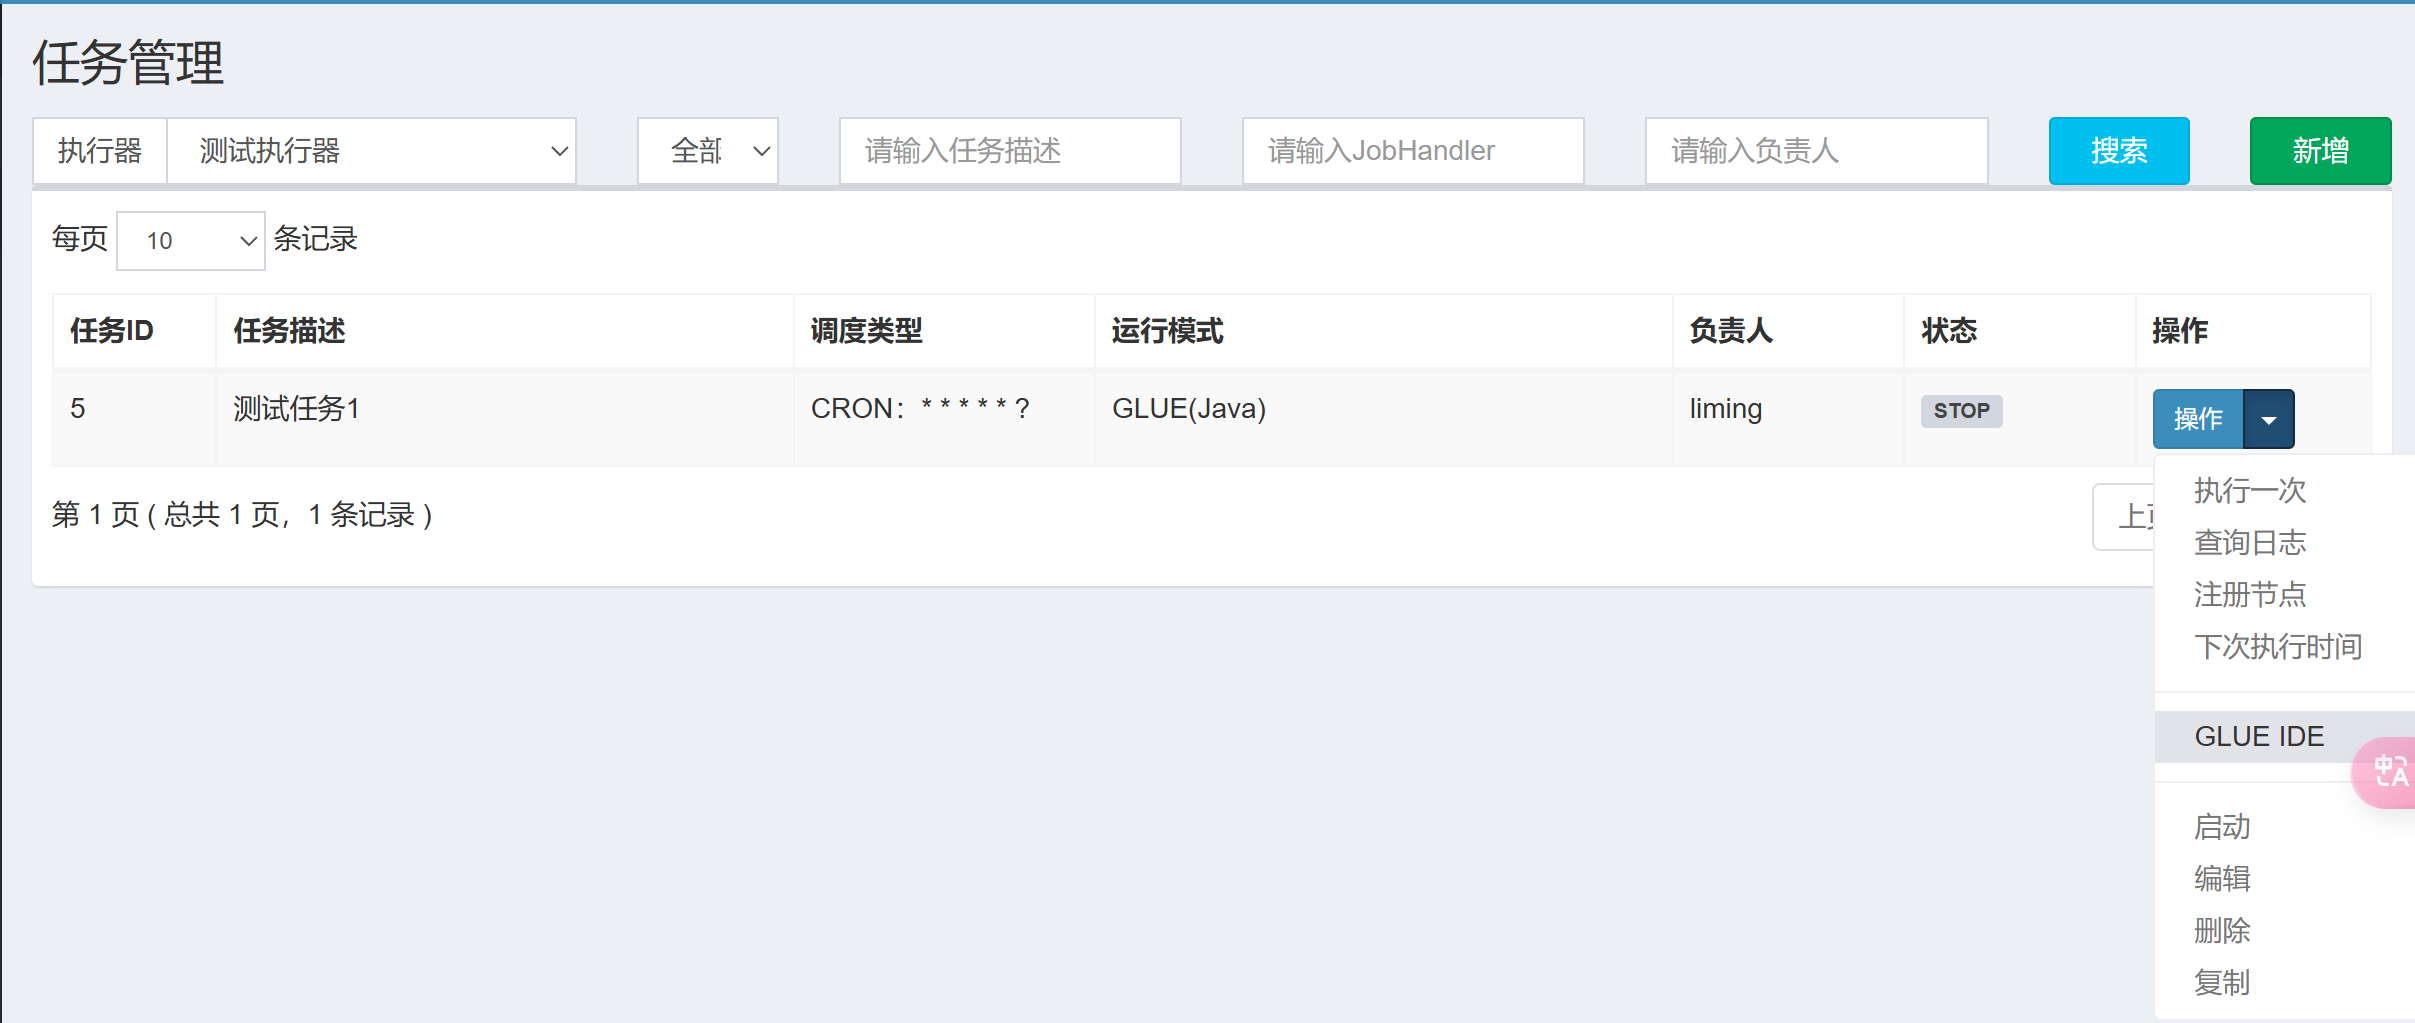 任务管理
执行器 测试执行器 全部 请输入任务描述 请输入JobHandler 请输入负责人 搜索 新增
每页 10 条记录
任务ID 任务描述 调度类型 运行模式 负责人 状态 操作
5 测试任务1 CRON：* * * * * ? GLUE(Java) liming STOP 操作
第 1 页 ( 总共 1 页，1 条记录 ) 上
执行一次
查询日志
注册节点
下次执行时间
GLUE IDE
启动
编辑
删除
复制